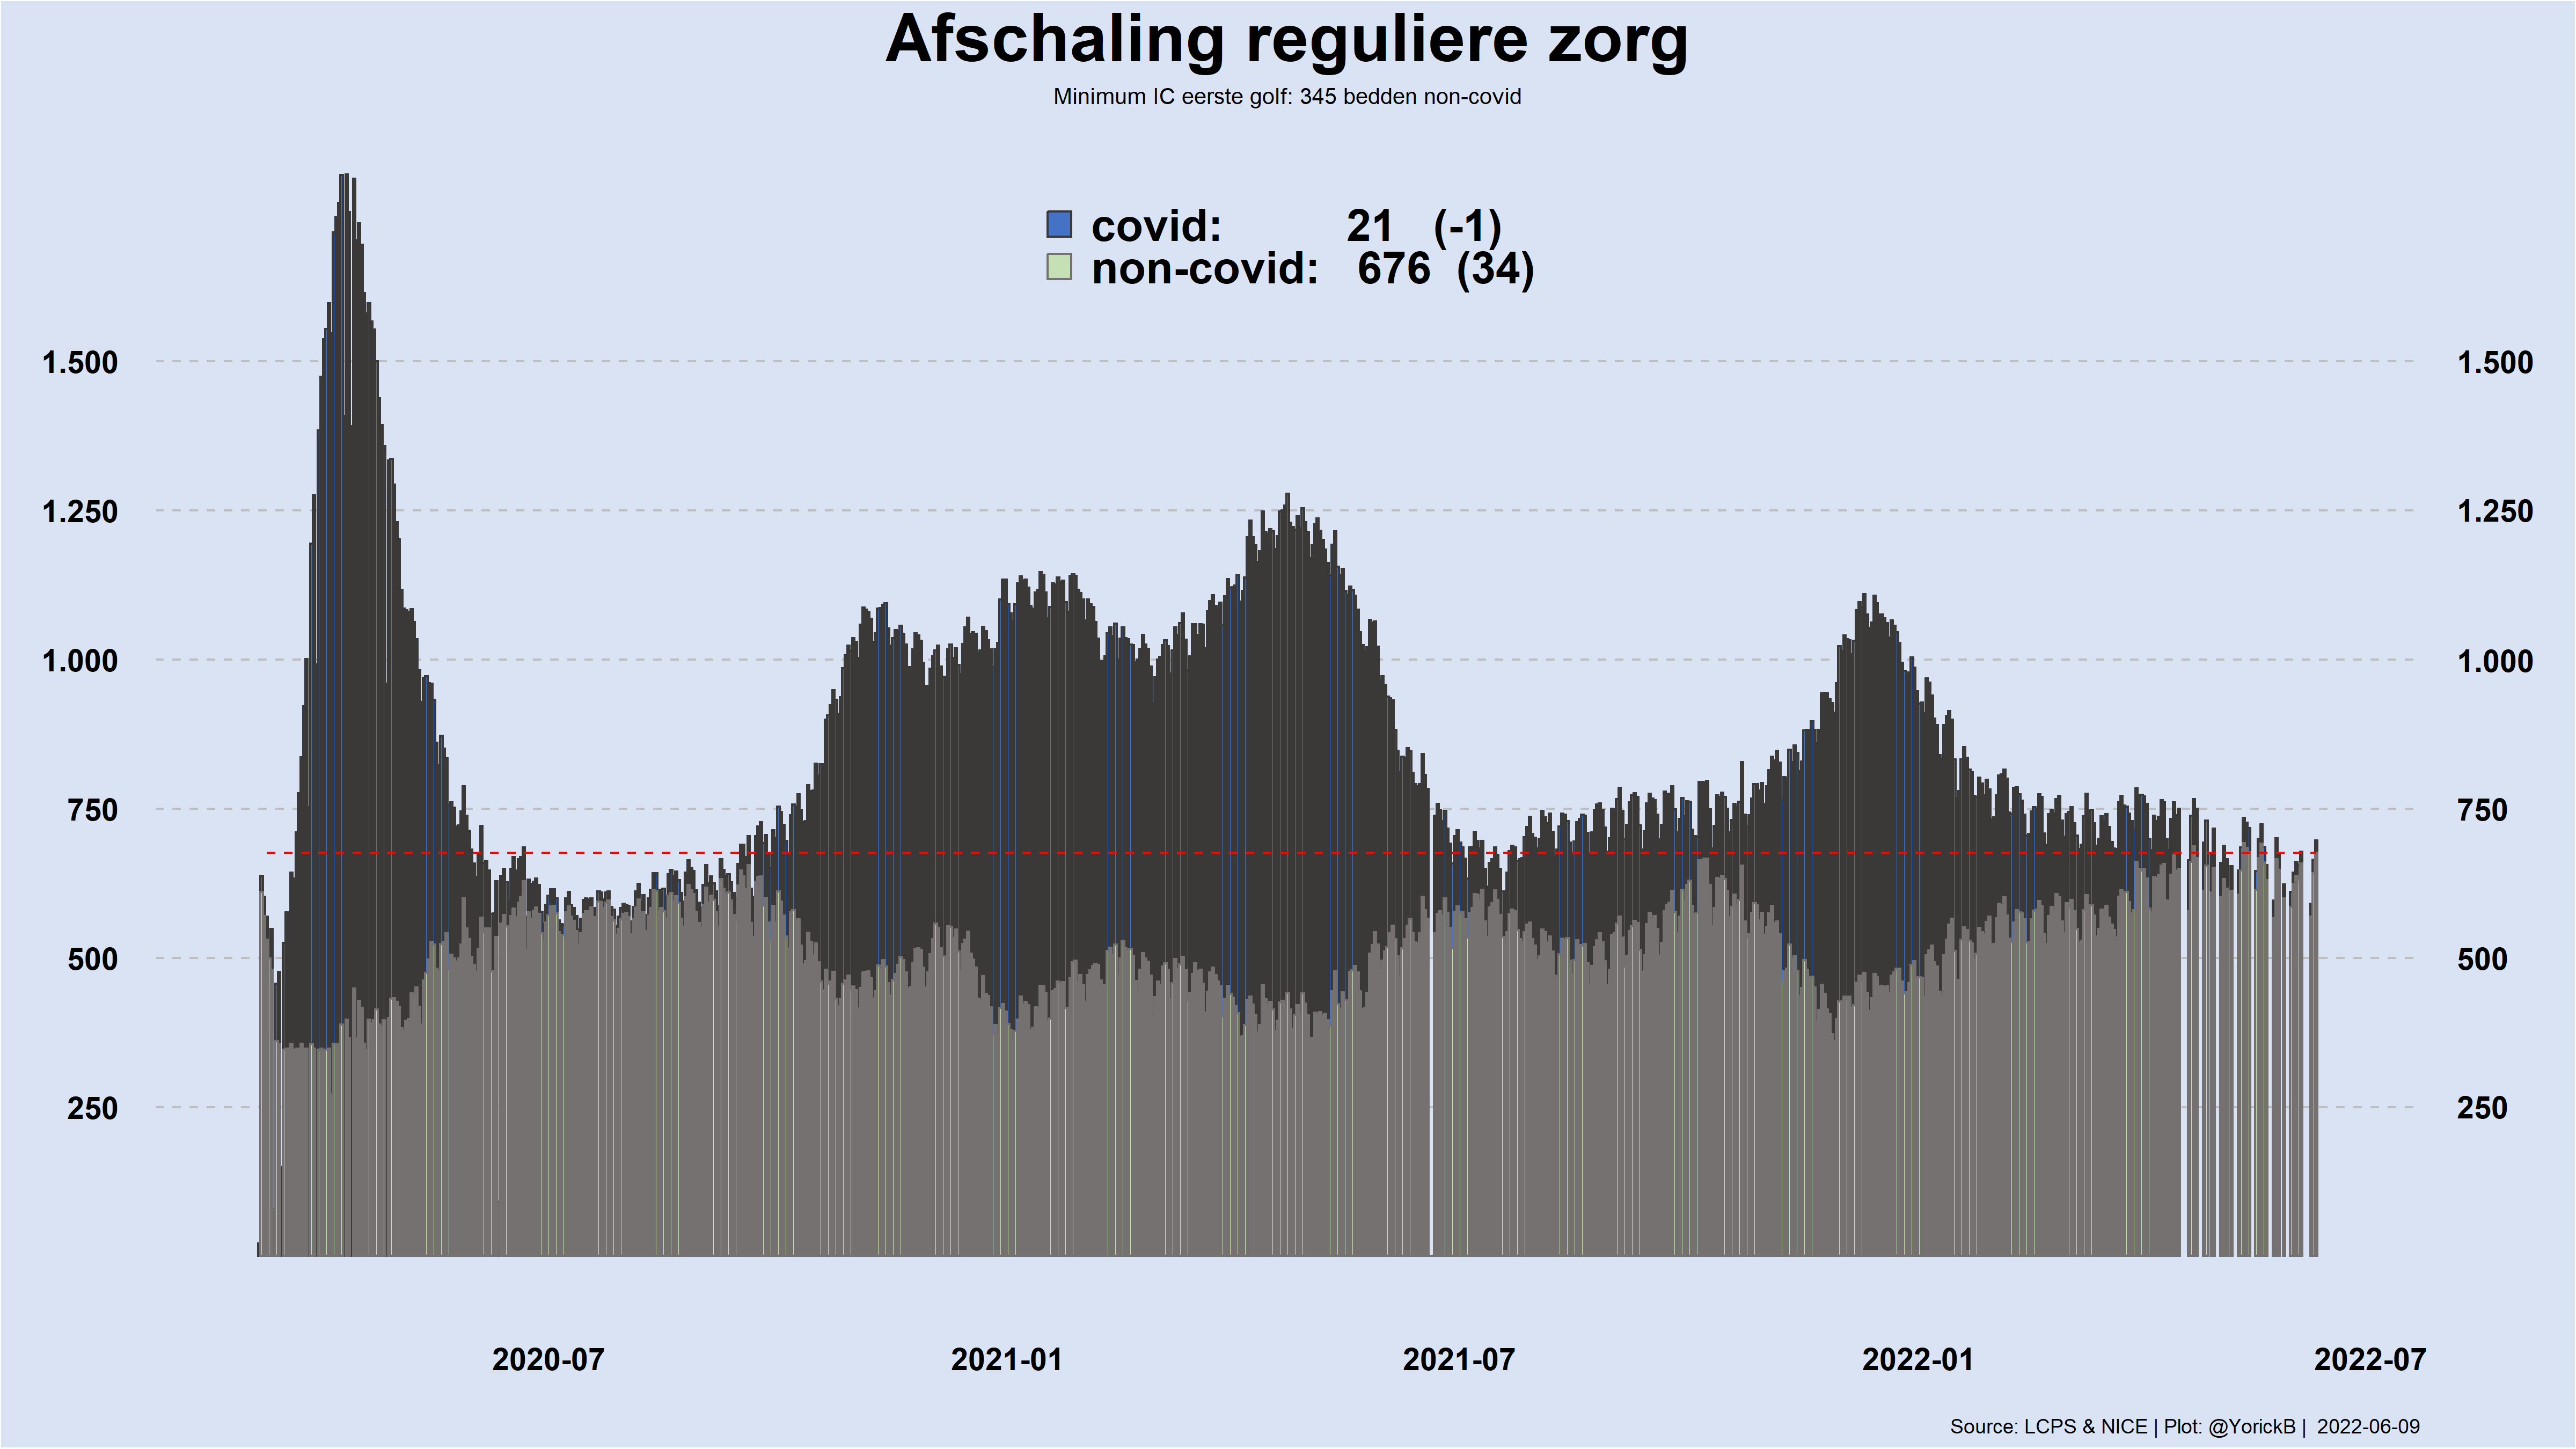 Afschaling reguliere zorg
Minimum IC eerste golf: 345 bedden non-covid
covid: 21 (-1)
non-covid: 676 (34)
1.500 1.500
1.250 1.250
1.000 1.000
750 750
500 500
250 250
2020-07 2021-01 2021-07 2022-01 2022-07
Source: LCPS & NICE | Plot: @YorickB | 2022-06-09